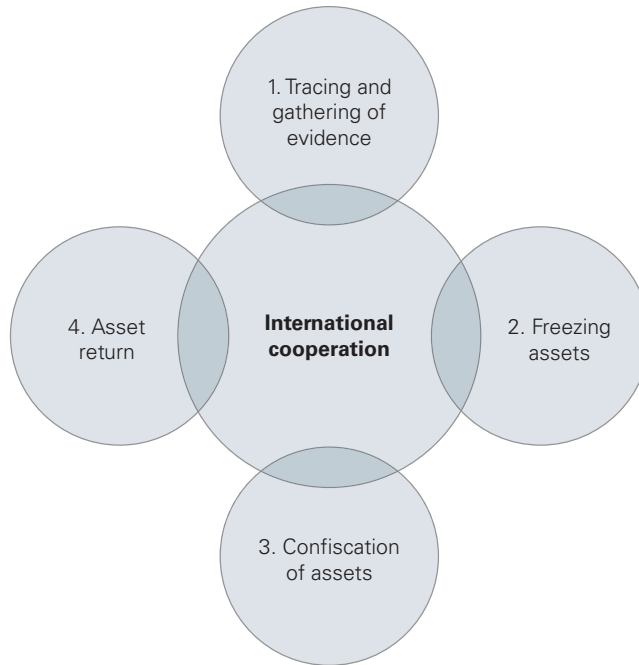 1. Tracing and
gathering of
evidence
4. Asset
return
International
cooperation
2. Freezing
assets
3. Confiscation
of assets